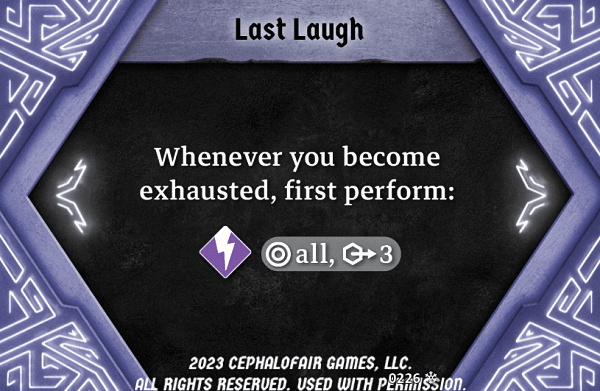 Last Laugh
Whenever you become
exhausted, first perform:
all, 3
2023 CEPHALOFAIR GAMES, LLC.
ALL RIGHTS RESERVED. USED WITH PERMISSION.
0226